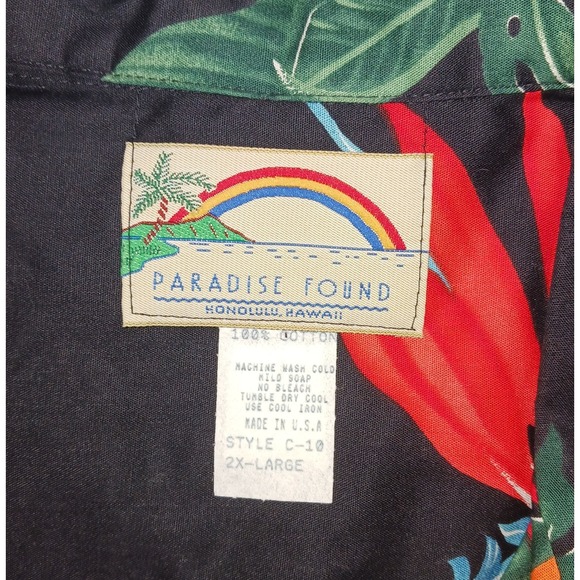 PARADISE FOUND
HONOLULU, HAWAII
100% COTTON
MACHINE WASH COLD
MILD SOAP
NO BLEACH
TUMBLE DRY COOL
USE COOL IRON
MADE IN U.S.A
STYLE C-10
2X-LARGE